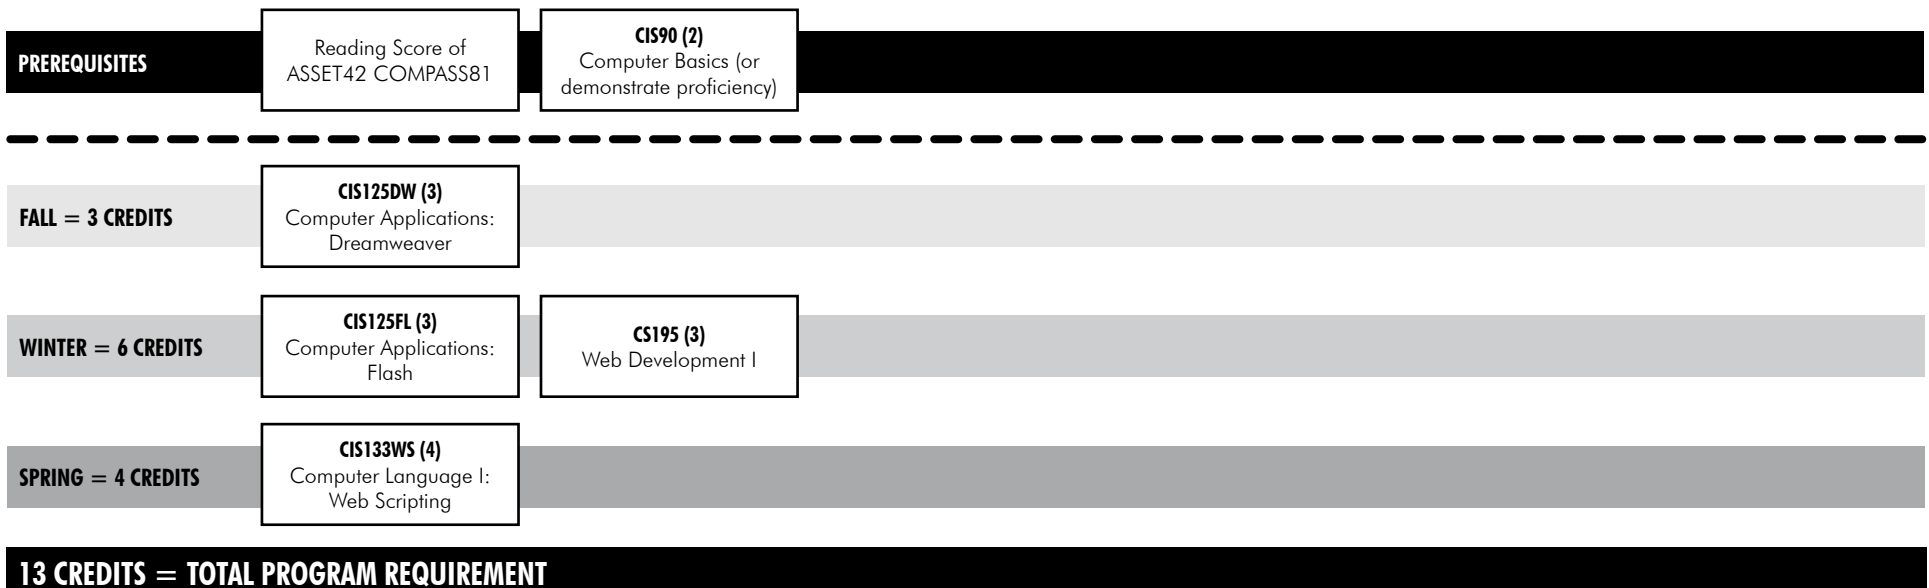 PREREQUISITES
Reading Score of
ASSET42 COMPASS81
CIS90 (2)
Computer Basics (or
demonstrate proficiency)
FALL = 3 CREDITS
CIS125DW (3)
Computer Applications:
Dreamweaver
WINTER = 6 CREDITS
CIS125FL (3)
Computer Applications:
Flash
CS195 (3)
Web Development I
SPRING = 4 CREDITS
CIS133WS (4)
Computer Language I:
Web Scripting
13 CREDITS = TOTAL PROGRAM REQUIREMENT